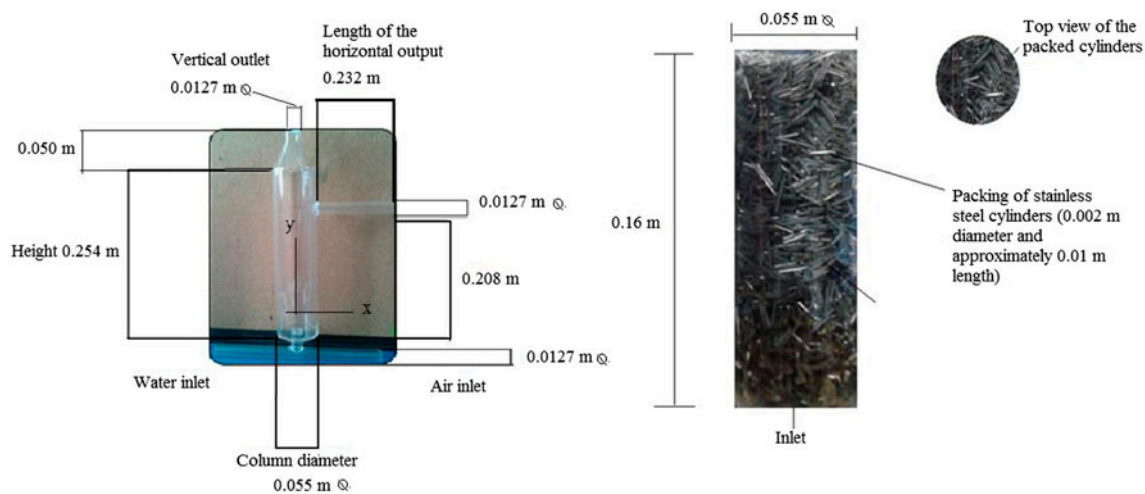 Length of the
horizontal output
0.232 m
Vertical outlet
0.0127 m ⌀
0.050 m
Height 0.254 m
y
x
0.0127 m ⌀
0.208 m
0.0127 m ⌀
Water inlet
Air inlet
Column diameter
0.055 m ⌀
0.055 m ⌀
0.16 m
Inlet
Top view of the
packed cylinders
Packing of stainless
steel cylinders (0.002 m
diameter and
approximately 0.01 m
length)